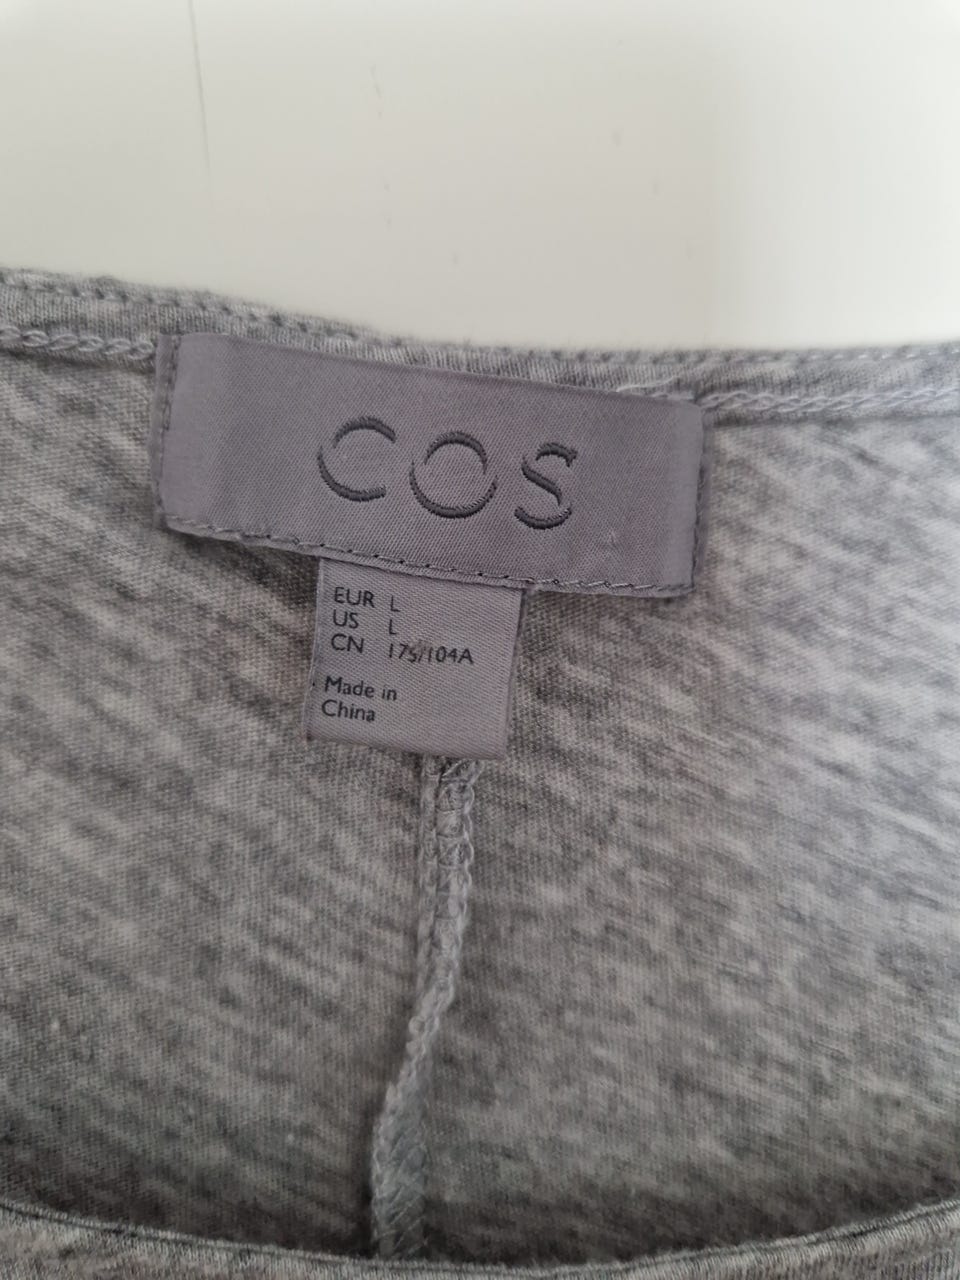 COS
EUR L
US L
CN 175/104A
Made in
China